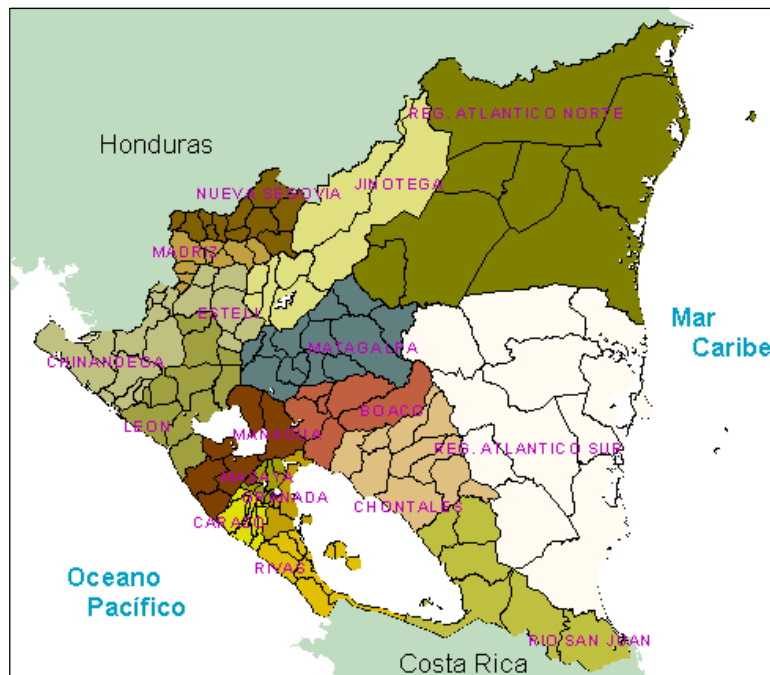 REG. ATLANTICO NORTE
Honduras
JINOTEGA
NUEVA SEGOVIA
MADRIZ
ESTELI
Mar
Caribe
MATAGALPA
CHINANDEGA
BOACO
LEON
MANAGUA
REG. ATLANTICO SUR
MASAYA
GRANADA
CHONTALES
CARAZO
RIVAS
Oceano
Pacífico
RIO SAN JUAN
Costa Rica